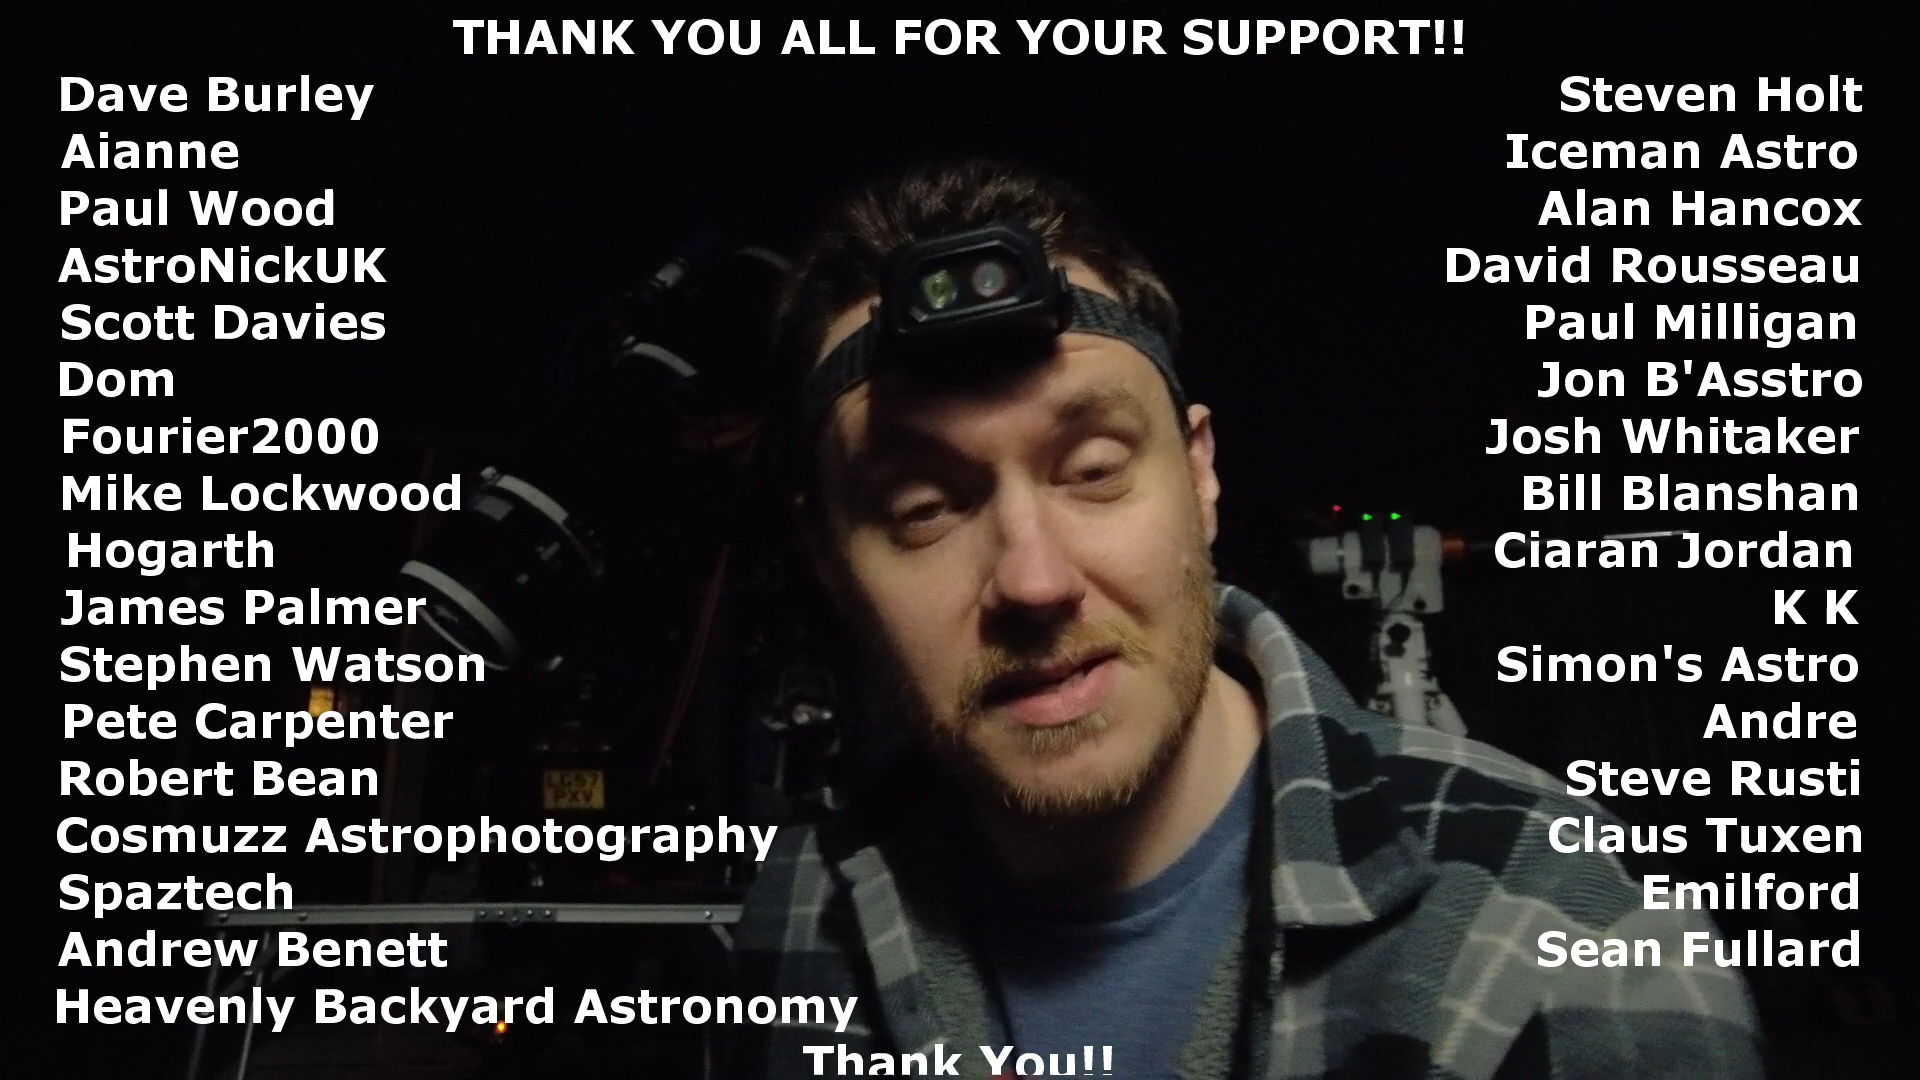 THANK YOU ALL FOR YOUR SUPPORT!!
Dave Burley
Aianne
Paul Wood
AstroNickUK
Scott Davies
Dom
Fourier2000
Mike Lockwood
Hogarth
James Palmer
Stephen Watson
Pete Carpenter
Robert Bean
Cosmuzz Astrophotography
Spaztech
Andrew Benett
Heavenly Backyard Astronomy
Steven Holt
Iceman Astro
Alan Hancox
David Rousseau
Paul Milligan
Jon B'Asstro
Josh Whitaker
Bill Blanshan
Ciaran Jordan
K K
Simon's Astro
Andre
Steve Rusti
Claus Tuxen
Emilford
Sean Fullard
LG57
PXV
Thank You!!